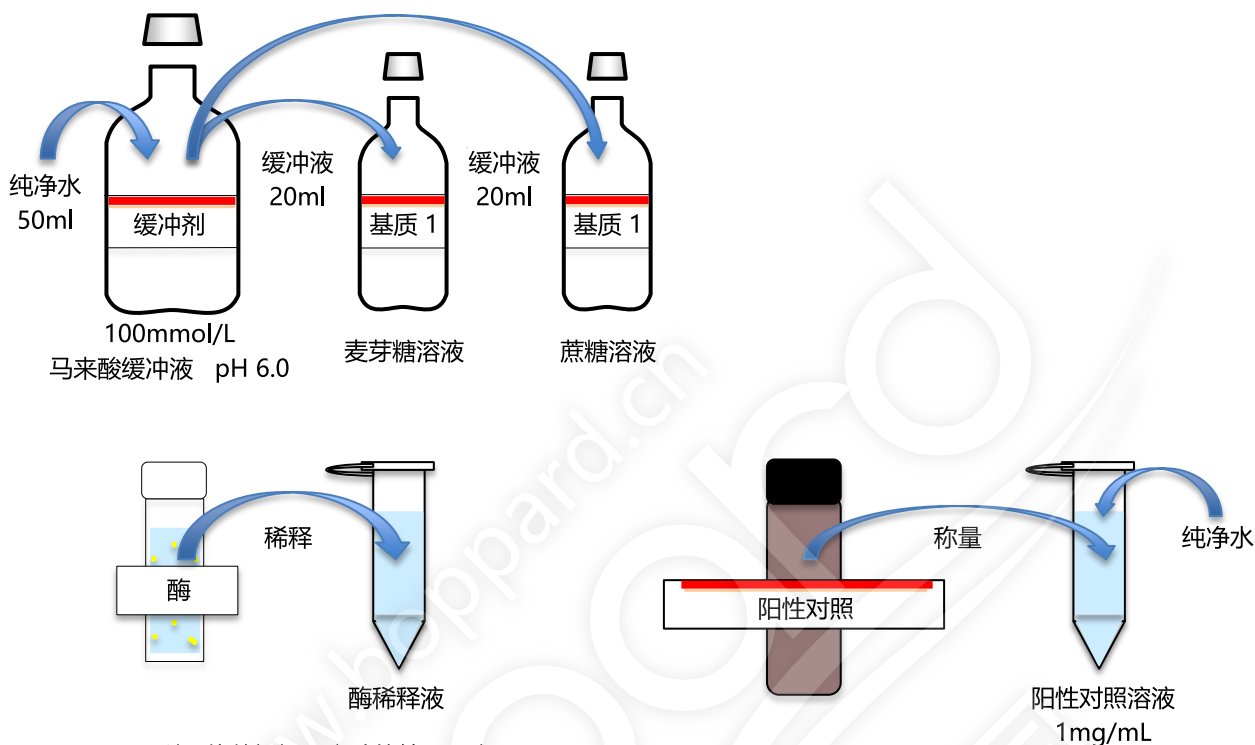 纯净水
50ml
缓冲剂
100mmol/L
马来酸缓冲液 pH 6.0
缓冲液
20ml
基质 1
麦芽糖溶液
缓冲液
20ml
基质 1
蔗糖溶液
酶
稀释
酶稀释液
阳性对照
称量
纯净水
阳性对照溶液
1mg/mL
www.boppard.cn